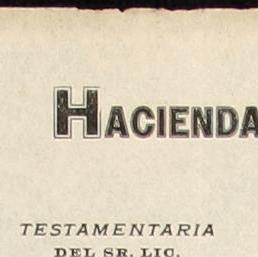 HACIENDA
TESTAMENTARIA
DEL SR. LIC.